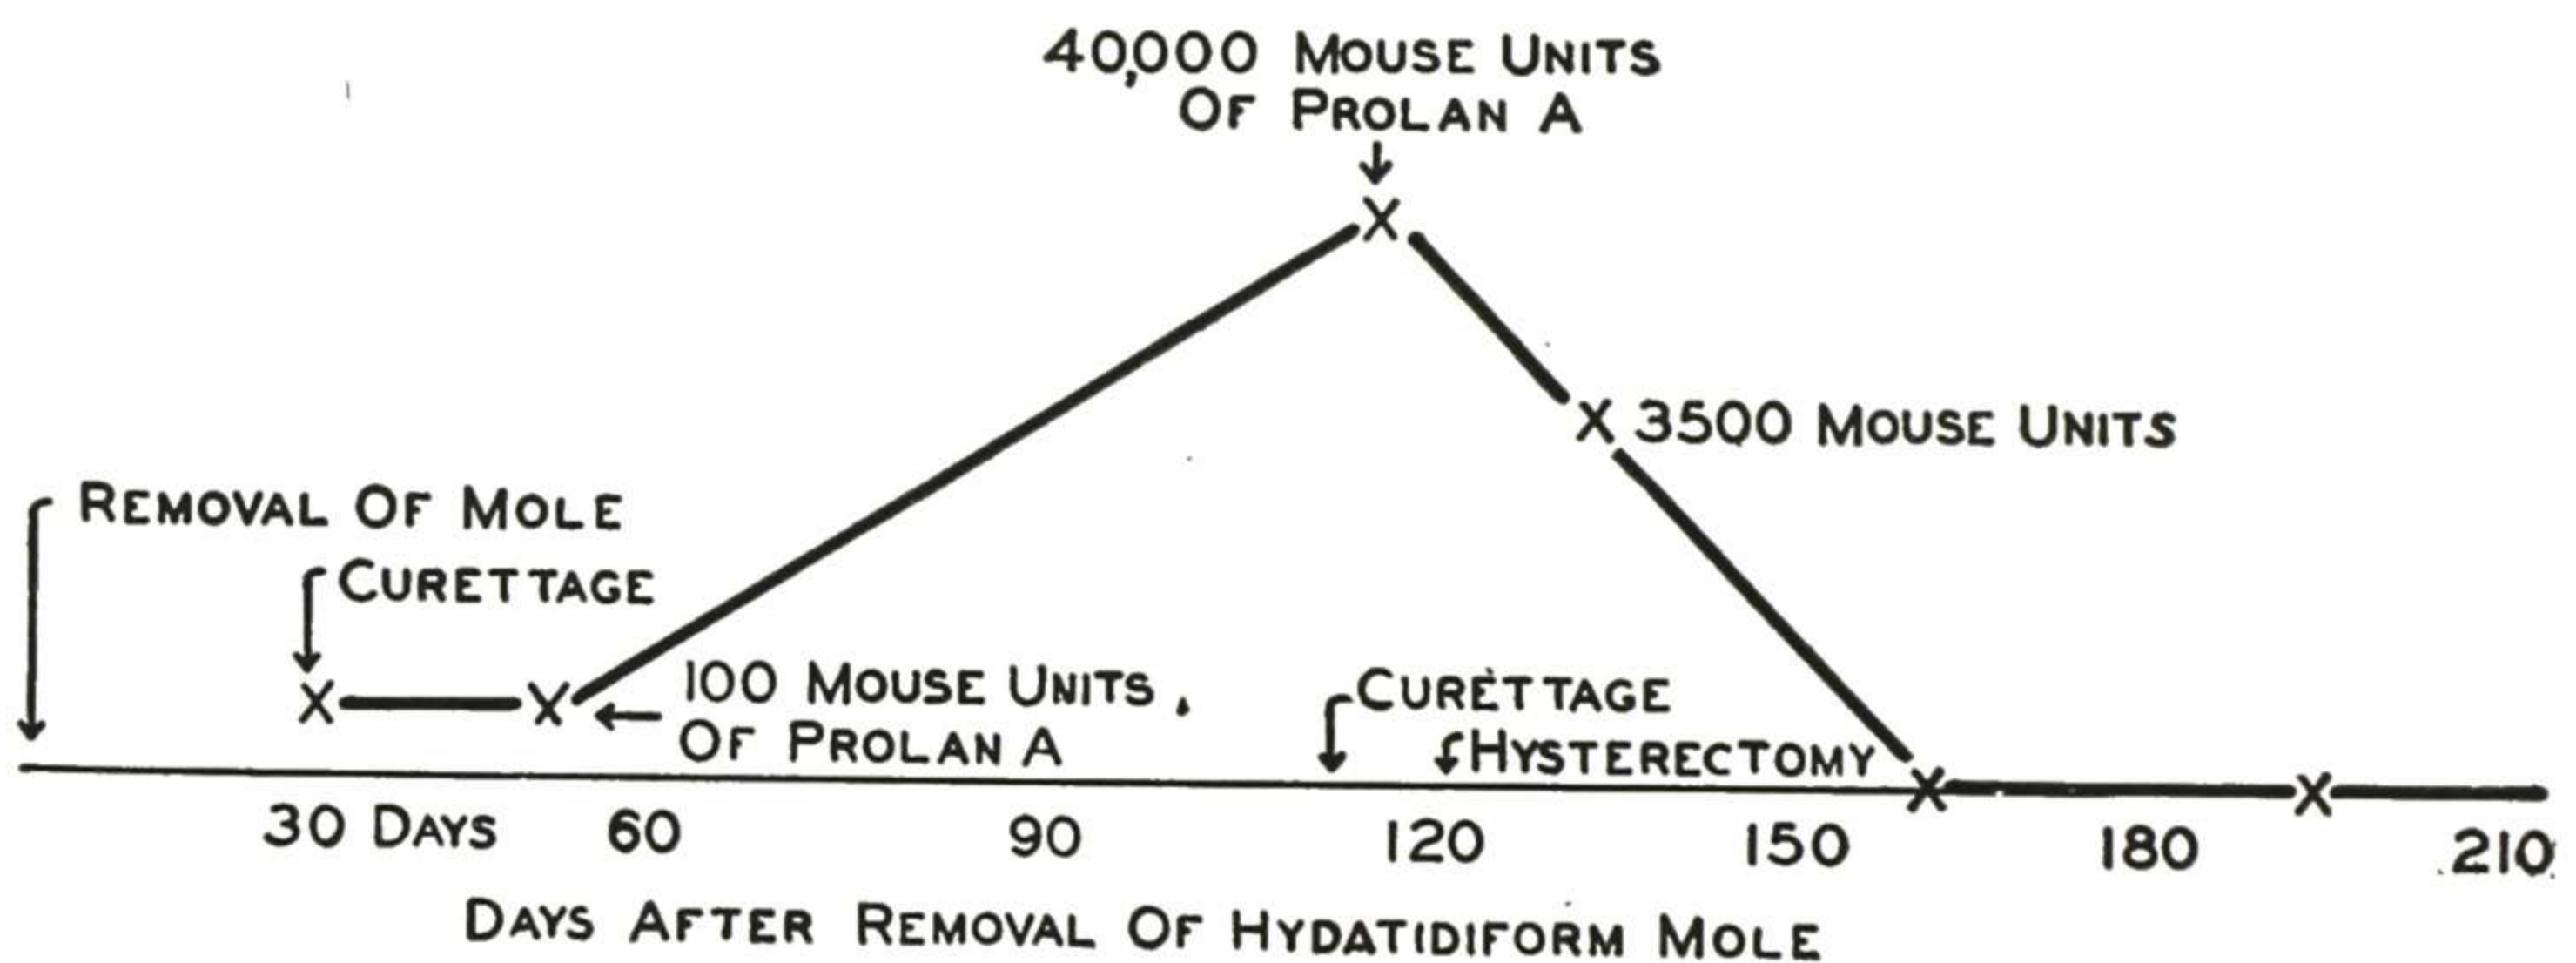 40,000 MOUSE UNITS
OF PROLAN A
3500 MOUSE UNITS
REMOVAL OF MOLE
CURETTAGE
100 MOUSE UNITS
OF PROLAN A
CURETTAGE
HYSTERECTOMY
30 DAYS 60 90 120 150 180 210
DAYS AFTER REMOVAL OF HYDATIDIFORM MOLE